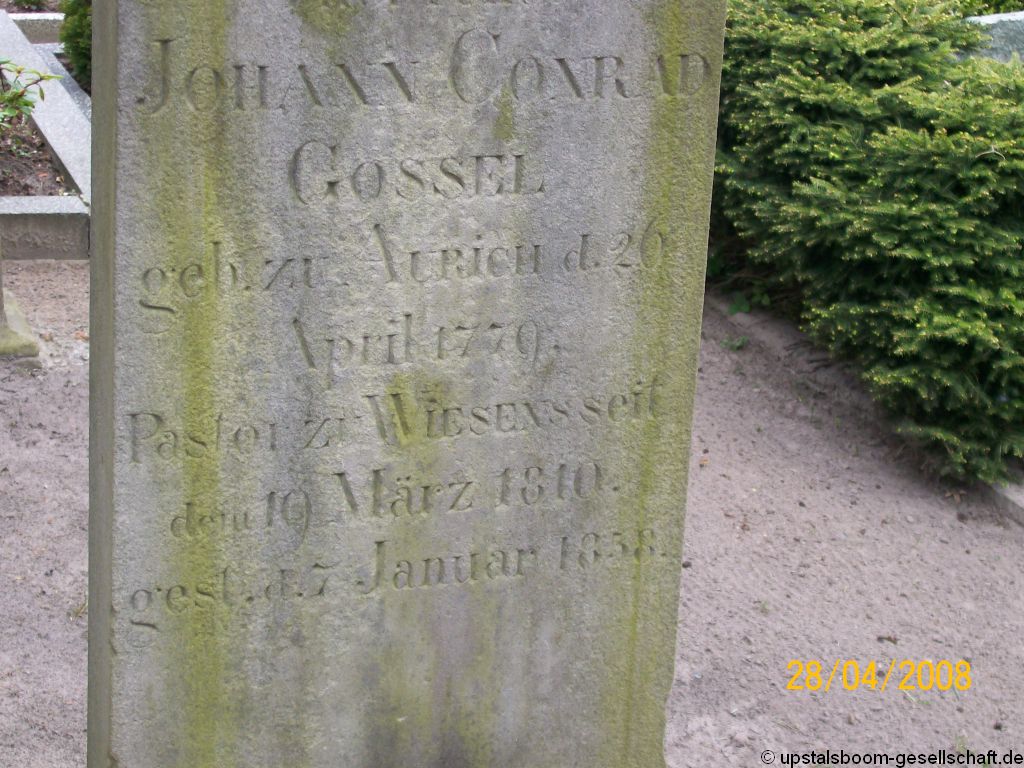 JOHANN CONRAD
GOSSEL
geb. zu AURICH d. 26
April 1779.
Pastor zu WIESENS seit
dem 19 März 1810.
gest. d. 7 Januar 1858.
28/04/2008
© upstalsboom-gesellschaft.de